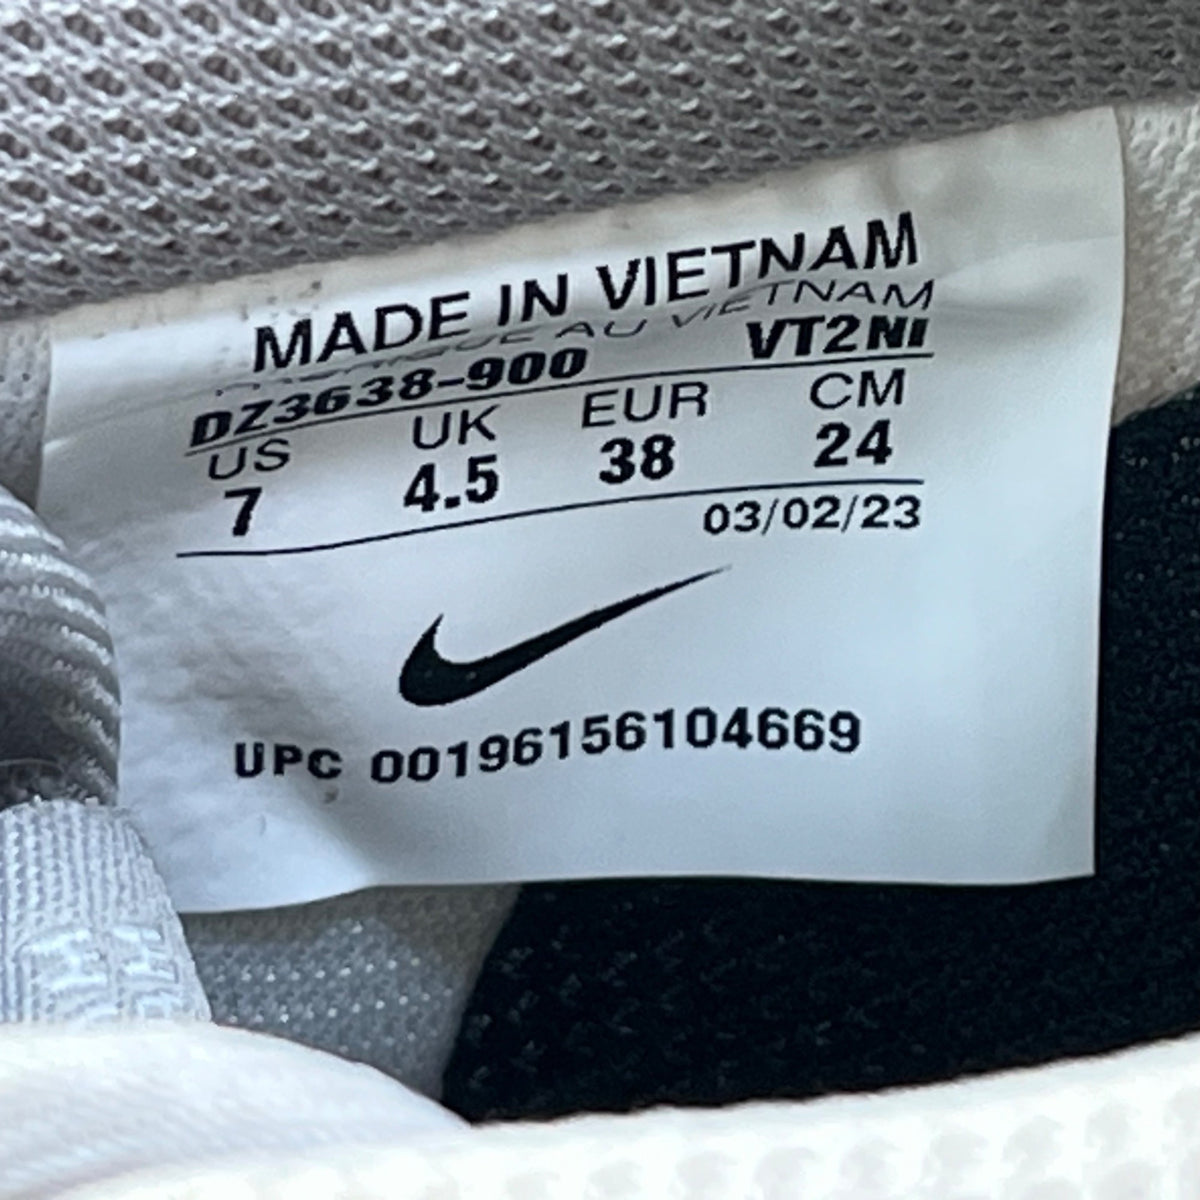 MADE IN VIETNAM
AU VIETNAM
DZ3638-900 VT2NI
US UK EUR CM
7 4.5 38 24
03/02/23
UPC 00196156104669